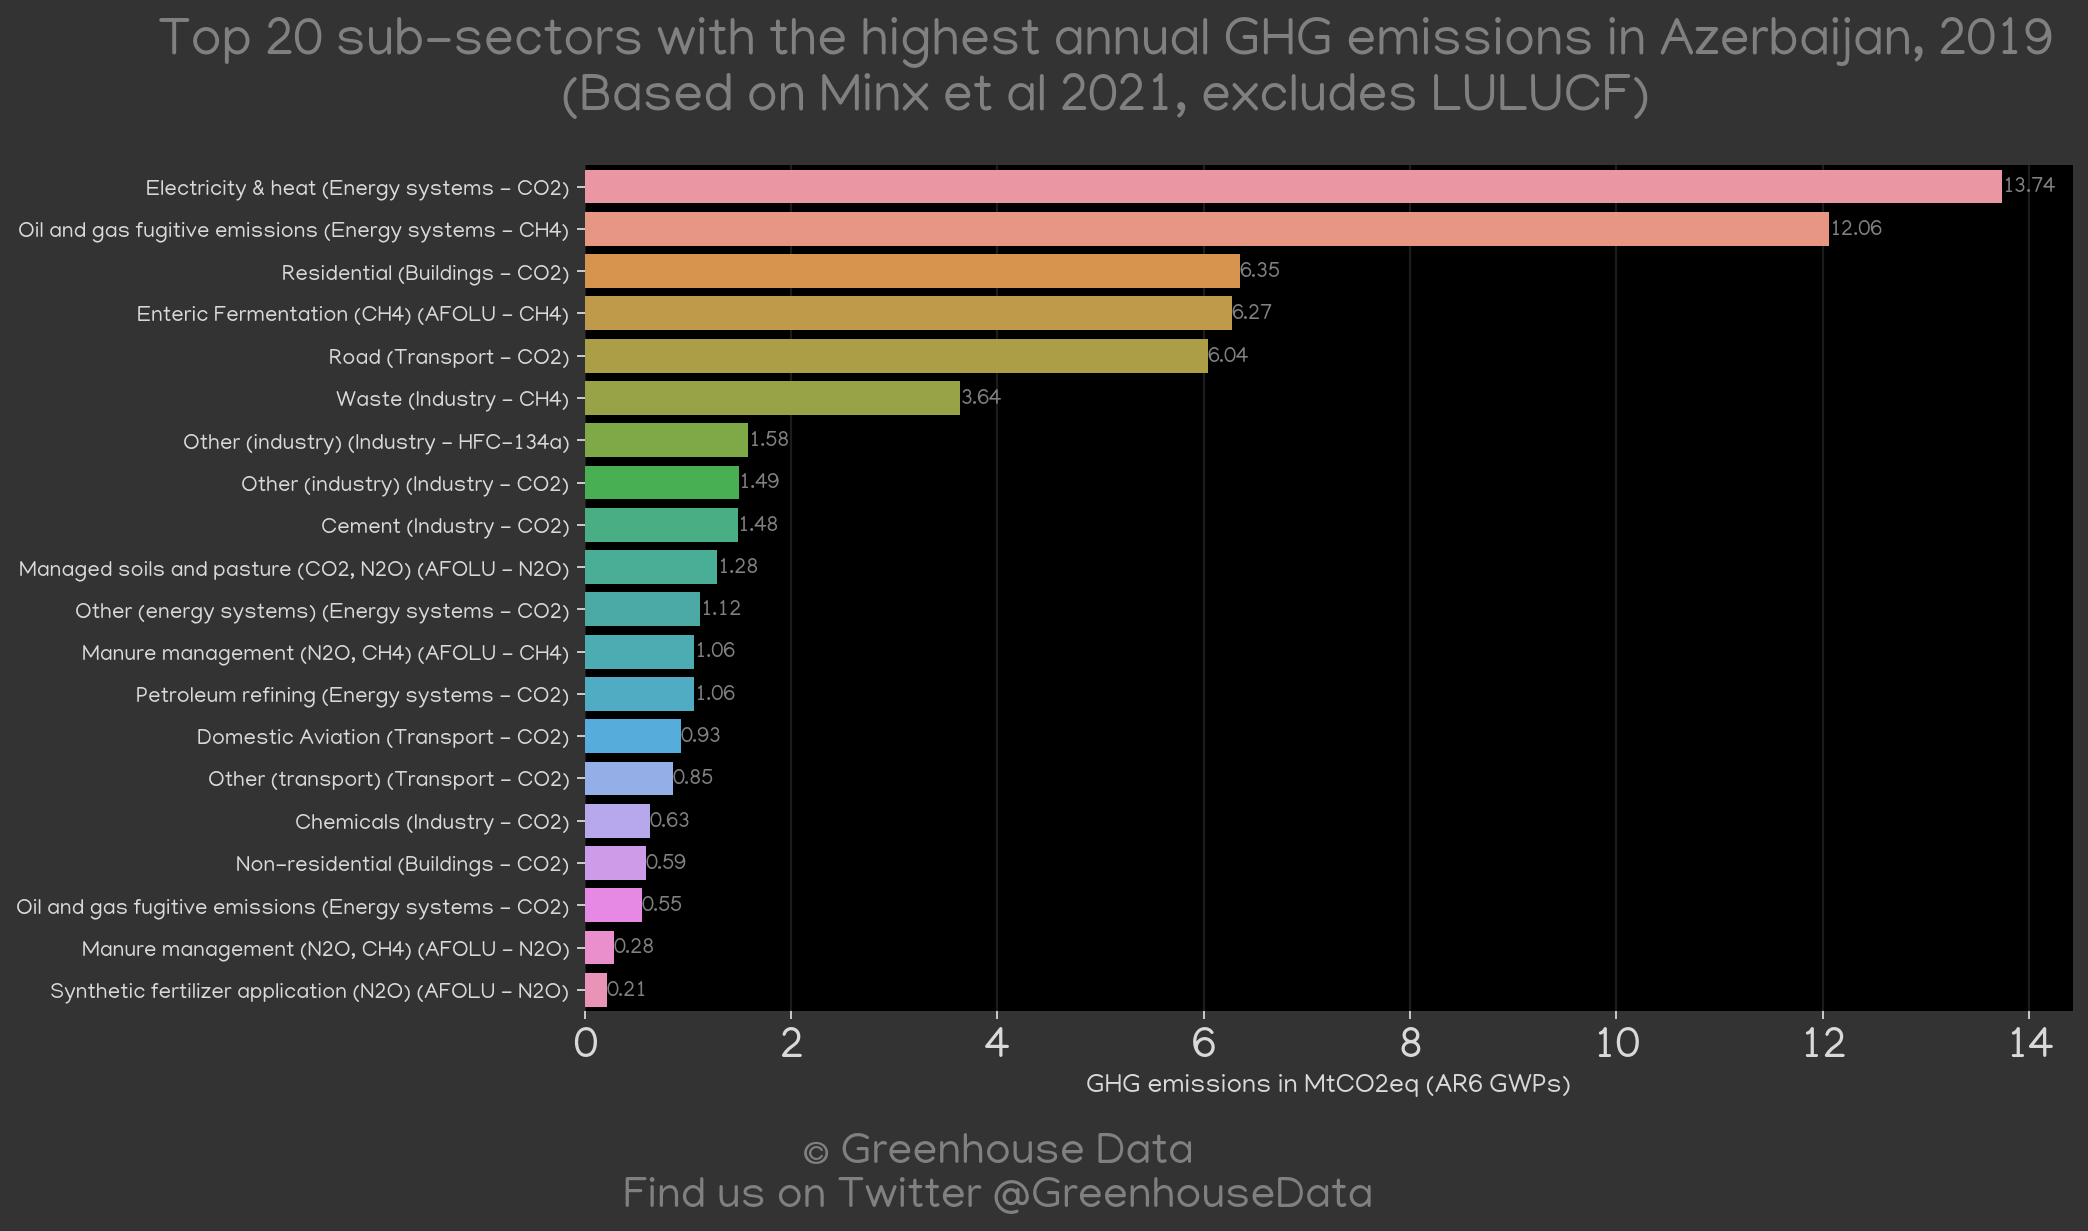 Top 20 sub-sectors with the highest annual GHG emissions in Azerbaijan, 2019
(Based on Minx et al 2021, excludes LULUCF)
Electricity & heat (Energy systems - CO2) 13.74
Oil and gas fugitive emissions (Energy systems - CH4) 12.06
Residential (Buildings - CO2) 6.35
Enteric Fermentation (CH4) (AFOLU - CH4) 6.27
Road (Transport - CO2) 6.04
Waste (Industry - CH4) 3.64
Other (industry) (Industry - HFC-134a) 1.58
Other (industry) (Industry - CO2) 1.49
Cement (Industry - CO2) 1.48
Managed soils and pasture (CO2, N2O) (AFOLU - N2O) 1.28
Other (energy systems) (Energy systems - CO2) 1.12
Manure management (N2O, CH4) (AFOLU - CH4) 1.06
Petroleum refining (Energy systems - CO2) 1.06
Domestic Aviation (Transport - CO2) 0.93
Other (transport) (Transport - CO2) 0.85
Chemicals (Industry - CO2) 0.63
Non-residential (Buildings - CO2) 0.59
Oil and gas fugitive emissions (Energy systems - CO2) 0.55
Manure management (N2O, CH4) (AFOLU - N2O) 0.28
Synthetic fertilizer application (N2O) (AFOLU - N2O) 0.21
0 2 4 6 8 10 12 14
GHG emissions in MtCO2eq (AR6 GWPs)
© Greenhouse Data
Find us on Twitter @GreenhouseData